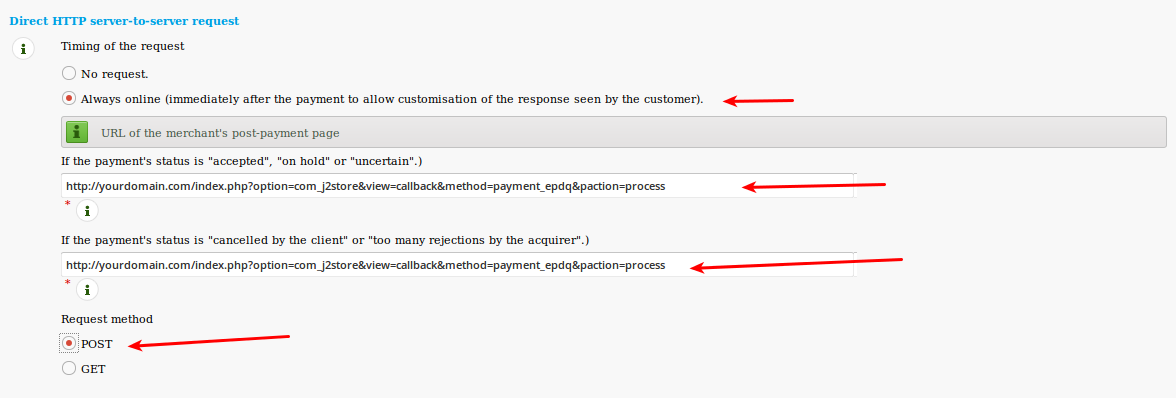 Direct HTTP server-to-server request
Timing of the request
No request.
Always online (immediately after the payment to allow customisation of the response seen by the customer).
URL of the merchant's post-payment page
If the payment's status is "accepted", "on hold" or "uncertain".)
http://yourdomain.com/index.php?option=com_j2store&view=callback&method=payment_epdq&paction=process
*
If the payment's status is "cancelled by the client" or "too many rejections by the acquirer".)
http://yourdomain.com/index.php?option=com_j2store&view=callback&method=payment_epdq&paction=process
*
Request method
POST
GET